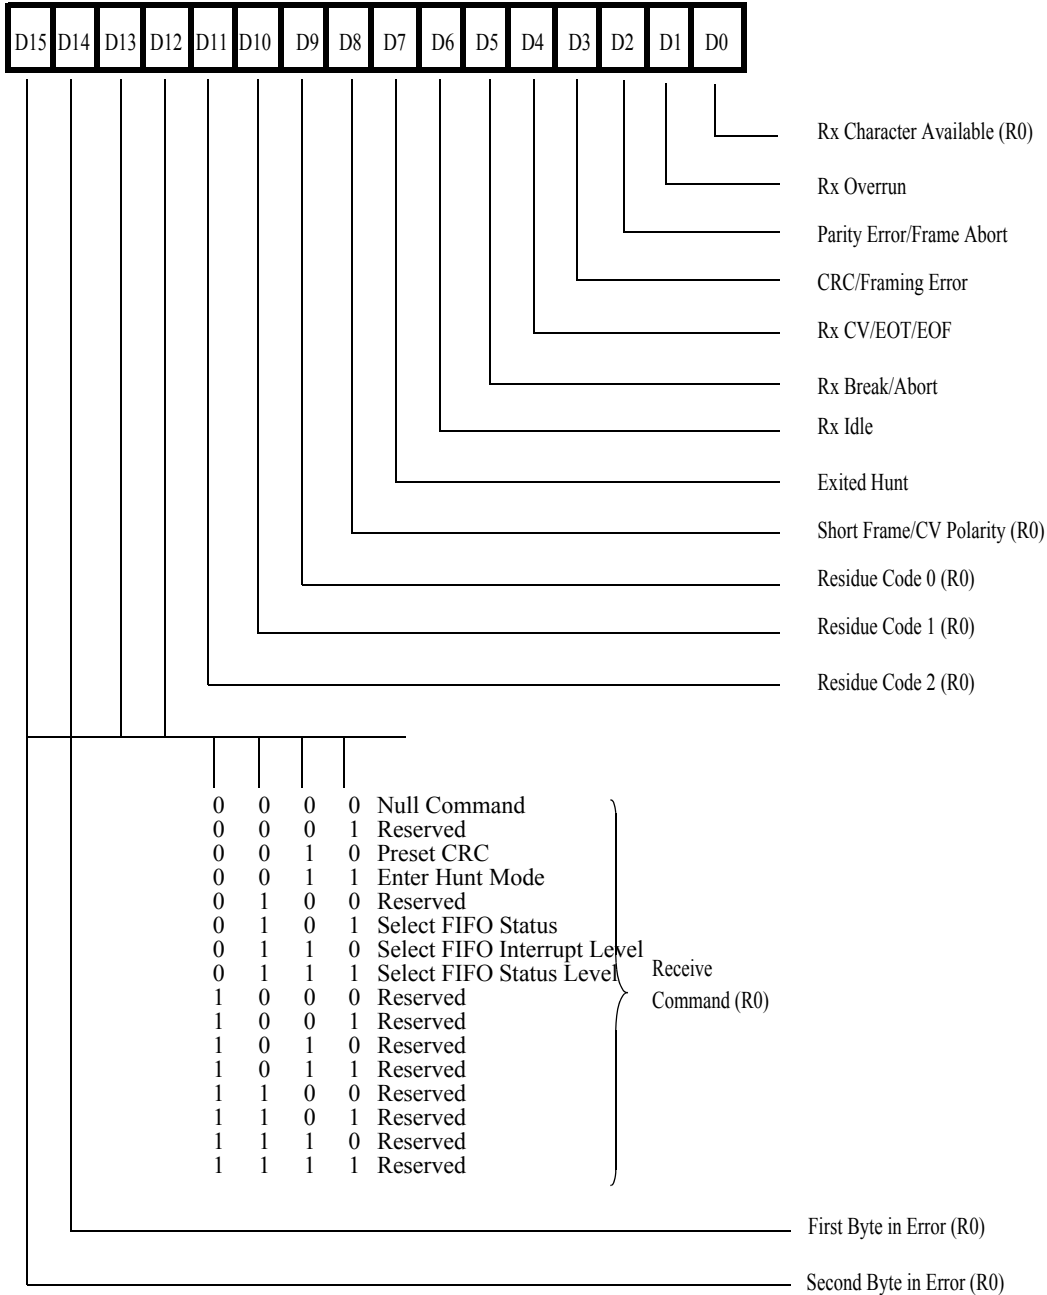 D15 D14 D13 D12 D11 D10 D9 D8 D7 D6 D5 D4 D3 D2 D1 D0
Rx Character Available (R0)
Rx Overrun
Parity Error/Frame Abort
CRC/Framing Error
Rx CV/EOT/EOF
Rx Break/Abort
Rx Idle
Exited Hunt
Short Frame/CV Polarity (R0)
Residue Code 0 (R0)
Residue Code 1 (R0)
Residue Code 2 (R0)
0 0 0 0 Null Command
0 0 0 1 Reserved
0 0 1 0 Preset CRC
0 0 1 1 Enter Hunt Mode
0 1 0 0 Reserved
0 1 0 1 Select FIFO Status
0 1 1 0 Select FIFO Interrupt Level
0 1 1 1 Select FIFO Status Level
1 0 0 0 Reserved
1 0 0 1 Reserved
1 0 1 0 Reserved
1 0 1 1 Reserved
1 1 0 0 Reserved
1 1 0 1 Reserved
1 1 1 0 Reserved
1 1 1 1 Reserved
Receive
Command (R0)
First Byte in Error (R0)
Second Byte in Error (R0)